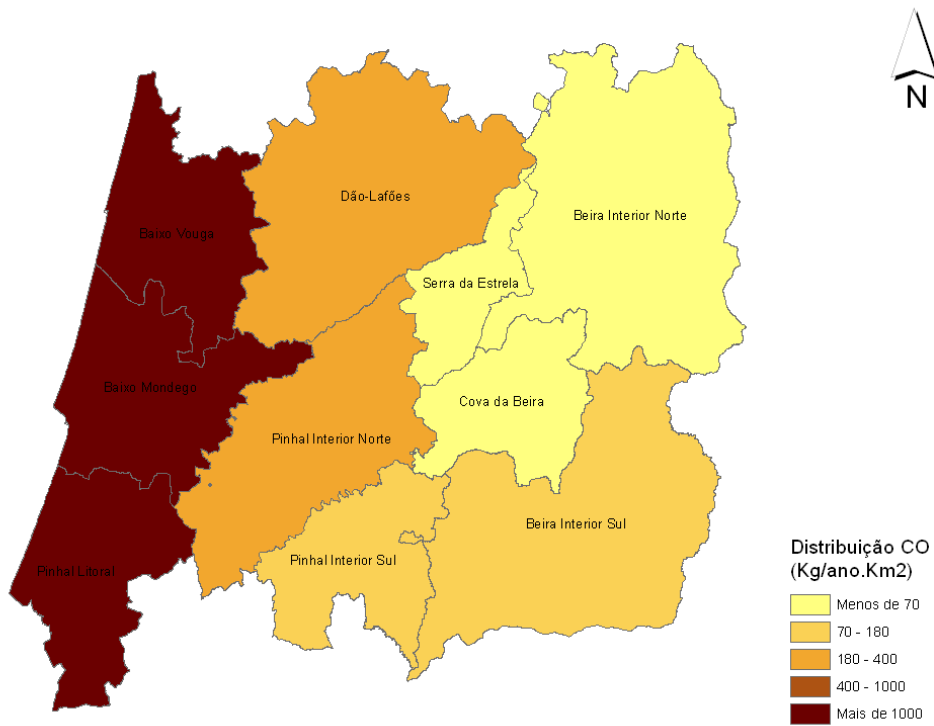 N
Dão-Lafões
Beira Interior Norte
Baixo Vouga
Serra da Estrela
Baixo Mondego
Cova da Beira
Pinhal Interior Norte
Beira Interior Sul
Pinhal Interior Sul
Pinhal Litoral
Distribuição CO
(Kg/ano.Km2)
Menos de 70
70 - 180
180 - 400
400 - 1000
Mais de 1000